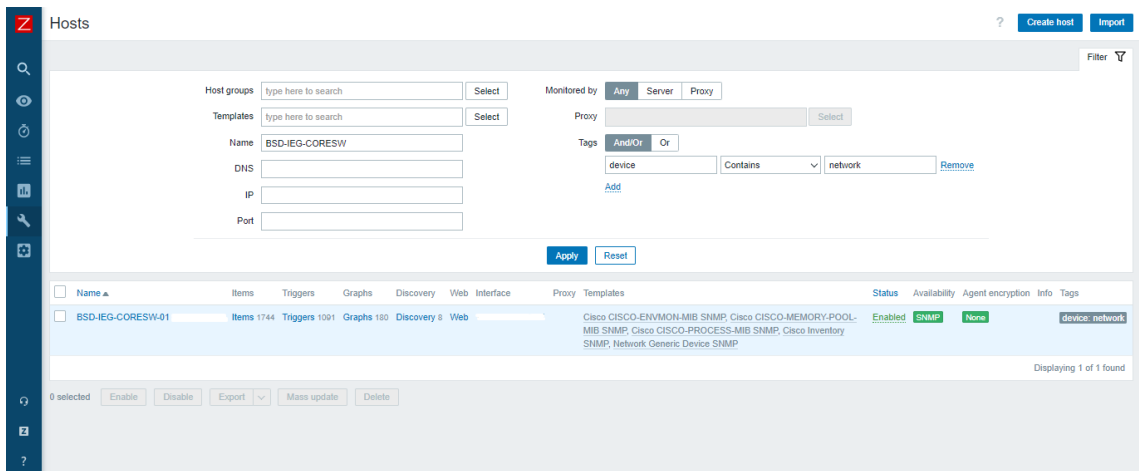 Z Hosts ? Create host Import
Filter
Host groups type here to search Select Monitored by Any Server Proxy
Templates type here to search Select Proxy Select
Name BSD-IEG-CORESW Tags And/Or Or
DNS device Contains network Remove
IP Add
Port
Apply Reset
Name Items Triggers Graphs Discovery Web Interface Proxy Templates Status Availability Agent encryption Info Tags
BSD-IEG-CORESW-01 Items 1744 Triggers 1091 Graphs 180 Discovery 8 Web Cisco CISCO-ENVMON-MIB SNMP, Cisco CISCO-MEMORY-POOL- Enabled SNMP None device: network
MIB SNMP, Cisco CISCO-PROCESS-MIB SNMP, Cisco Inventory
SNMP, Network Generic Device SNMP
Displaying 1 of 1 found
0 selected Enable Disable Export Mass update Delete
Z
?